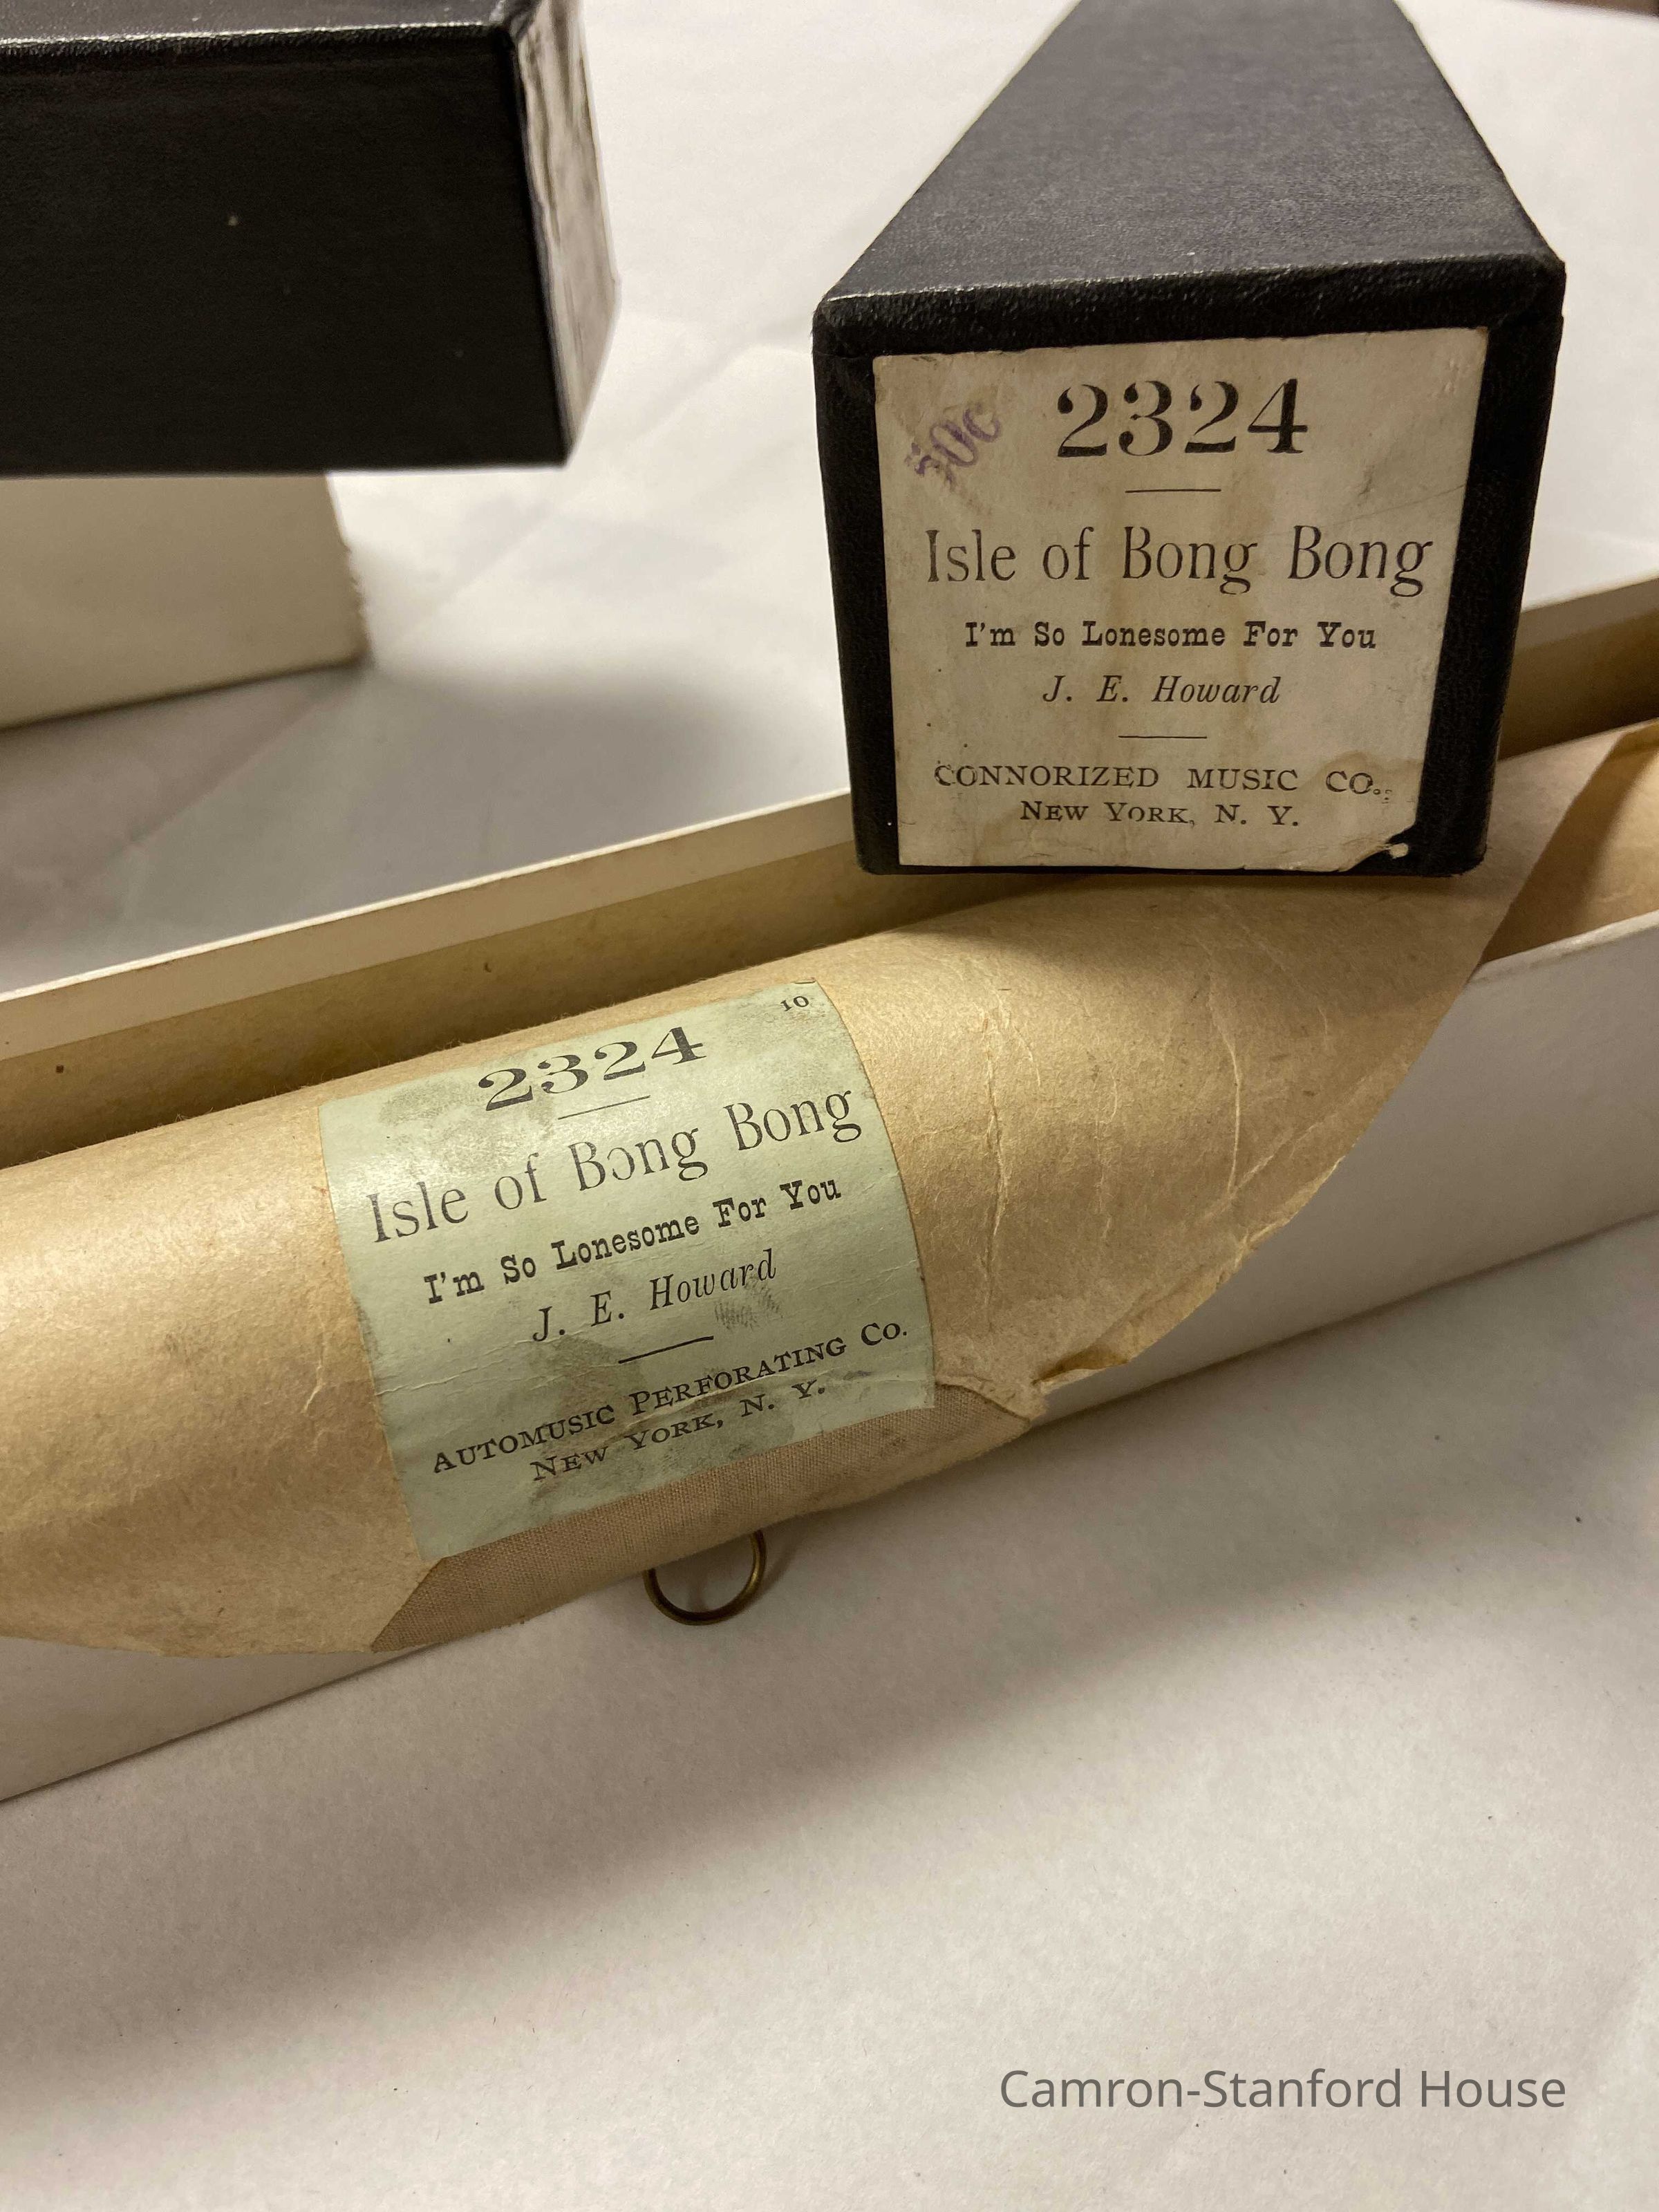 50c
2324
Isle of Bong Bong
I'm So Lonesome For You
J. E. Howard
CONNORIZED MUSIC CO.,
NEW YORK, N. Y.
10
2324
Isle of Bong Bong
I'm So Lonesome For You
J. E. Howard
AUTOMUSIC PERFORATING CO.
NEW YORK, N. Y.
Camron-Stanford House